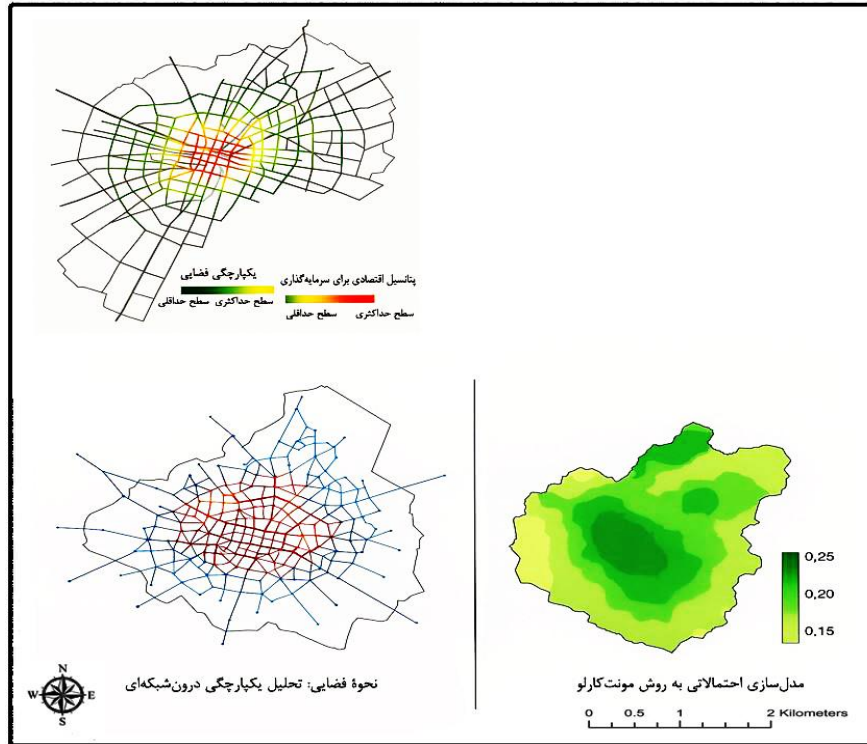 یکپارچگی فضایی
سطح حداکثری سطح حداقلی
پتانسیل اقتصادی برای سرمایه‌گذاری
سطح حداکثری سطح حداقلی
نحوهٔ فضایی: تحلیل یکپارچگی درون‌شبکه‌ای
0,25
0,20
0.15
مدل‌سازی احتمالاتی به روش مونت‌کارلو
N
W E
S
0 0.5 1 2 Kilometers